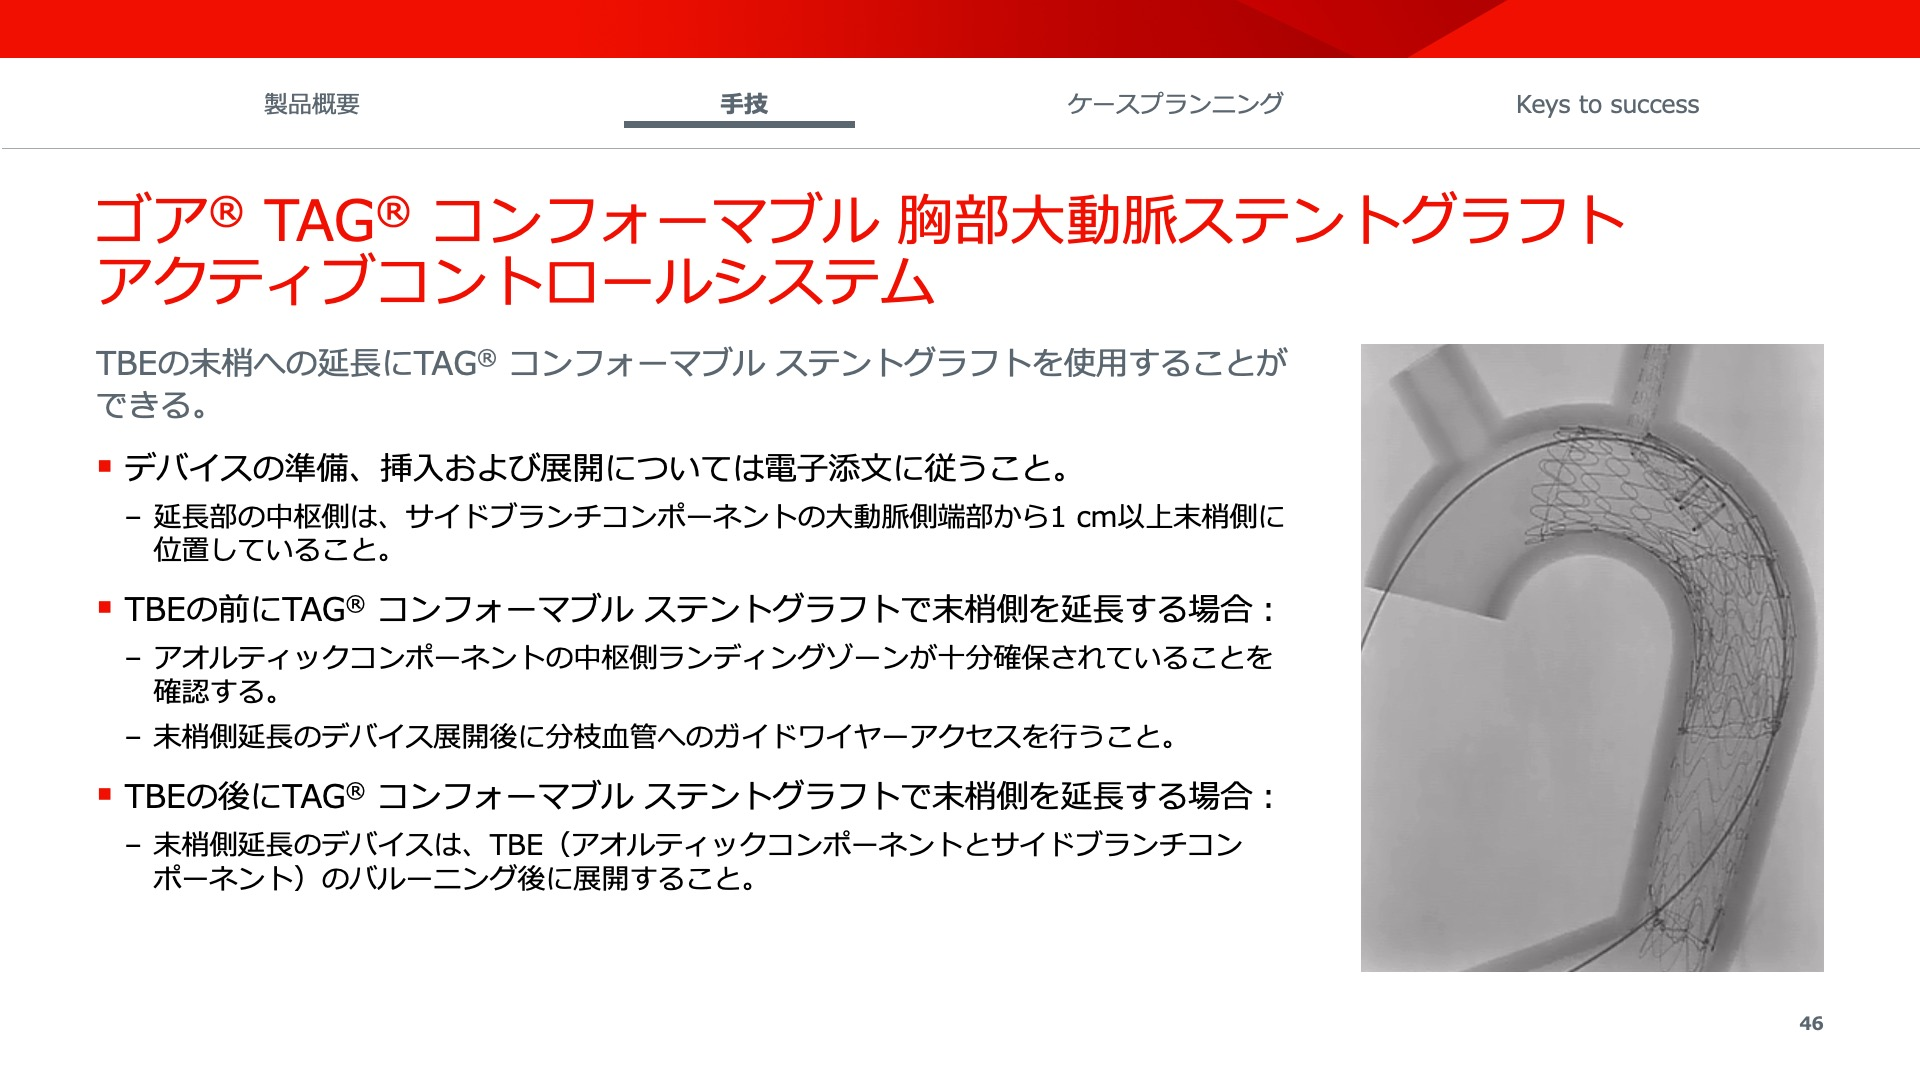 製品概要
手技
ケースプランニング
Keys to success
ゴア® TAG® コンフォーマブル 胸部大動脈ステントグラフト
アクティブコントロールシステム
TBEの末梢への延長にTAG® コンフォーマブル ステントグラフトを使用することが
できる。
▪ デバイスの準備、挿入および展開については電子添文に従うこと。
– 延長部の中枢側は、サイドブランチコンポーネントの大動脈側端部から1 cm以上末梢側に
位置していること。
▪ TBEの前にTAG® コンフォーマブル ステントグラフトで末梢側を延長する場合：
– アオルティックコンポーネントの中枢側ランディングゾーンが十分確保されていることを
確認する。
– 末梢側延長のデバイス展開後に分枝血管へのガイドワイヤーアクセスを行うこと。
▪ TBEの後にTAG® コンフォーマブル ステントグラフトで末梢側を延長する場合：
– 末梢側延長のデバイスは、TBE（アオルティックコンポーネントとサイドブランチコン
ポーネント）のバルーニング後に展開すること。
46